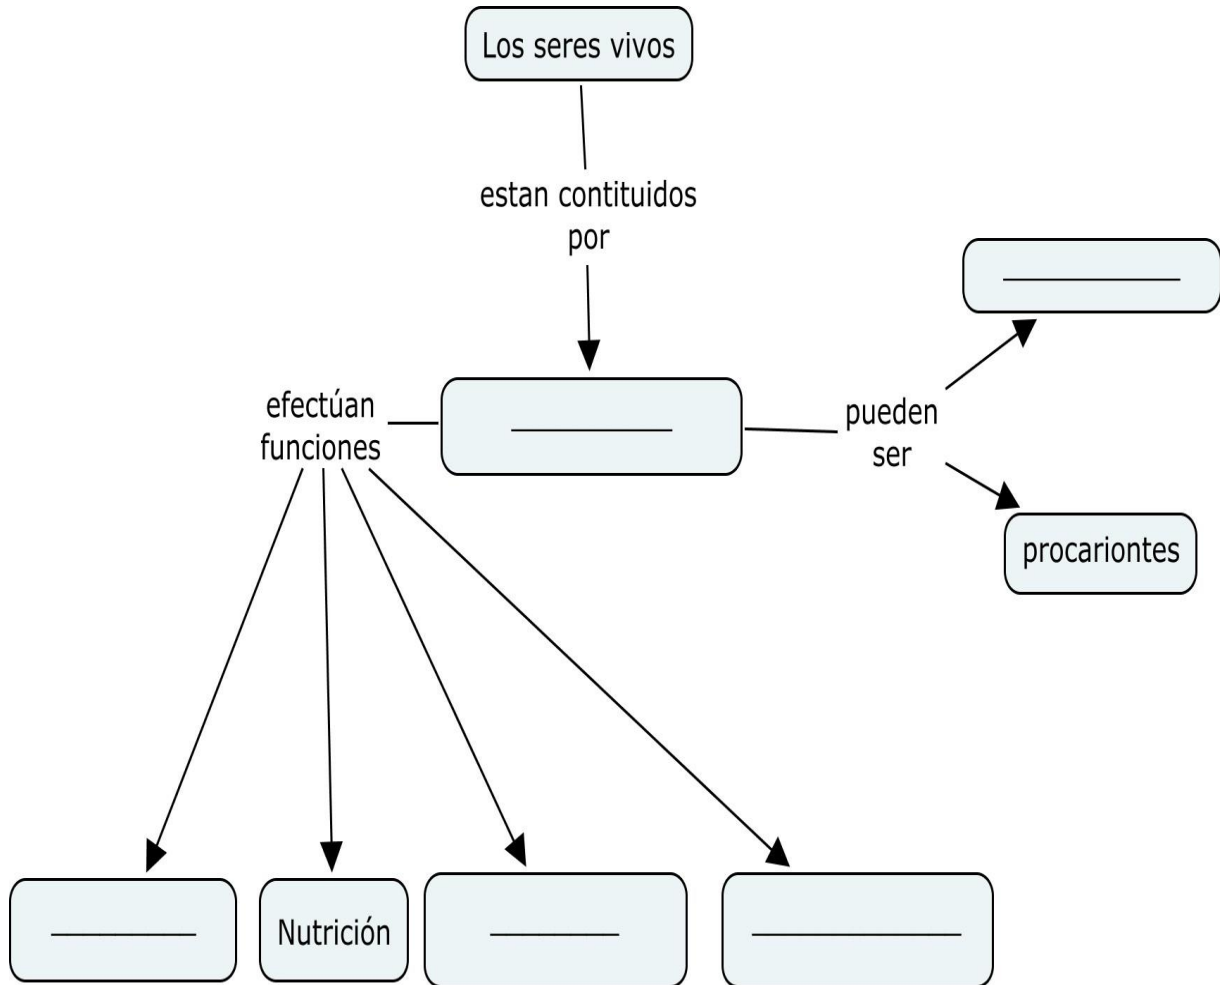 Los seres vivos
estan contituidos
por
efectúan
funciones
pueden
ser
procariontes
Nutrición